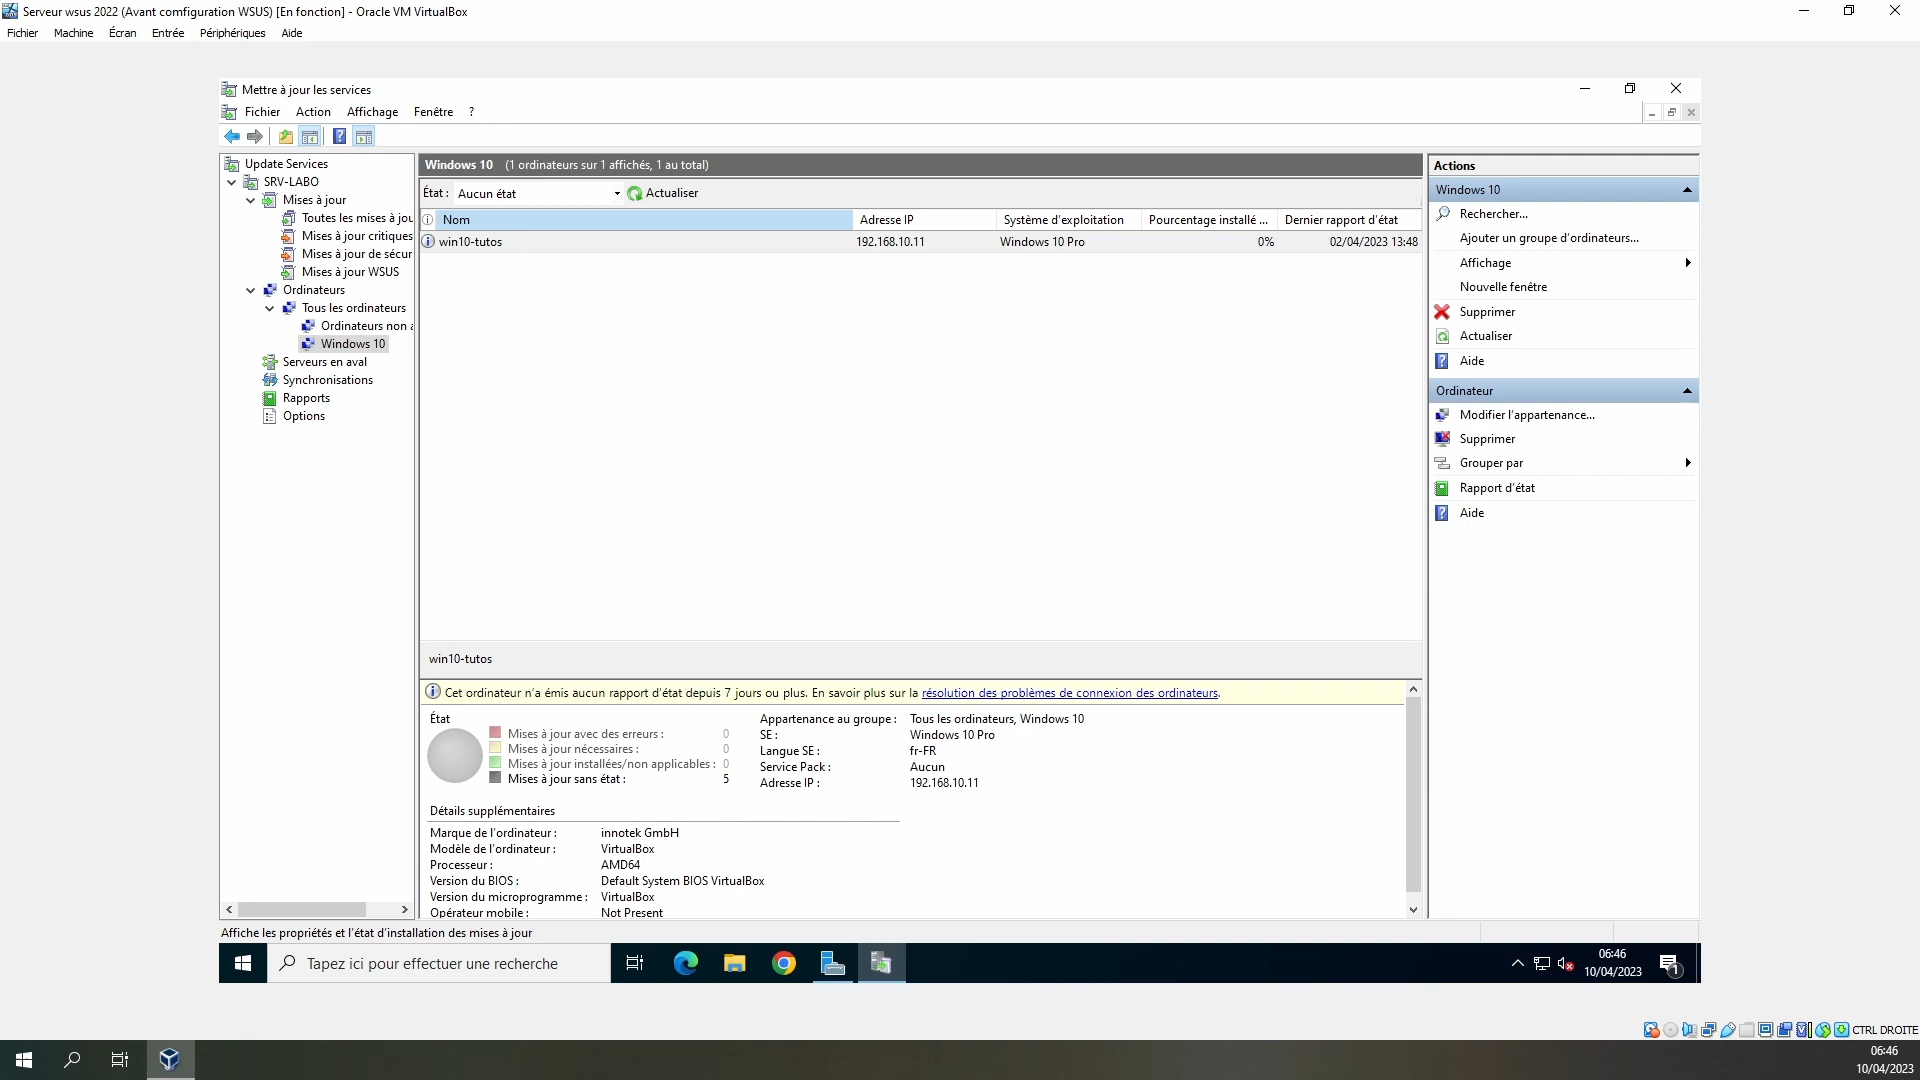 Serveur wsus 2022 (Avant comfiguration WSUS) [En fonction] - Oracle VM VirtualBox
Fichier Machine Écran Entrée Périphériques Aide
Mettre à jour les services
Fichier Action Affichage Fenêtre ?
Update Services
SRV-LABO
Mises à jour
Toutes les mises à jou
Mises à jour critiques
Mises à jour de sécur
Mises à jour WSUS
Ordinateurs
Tous les ordinateurs
Ordinateurs non a
Windows 10
Serveurs en aval
Synchronisations
Rapports
Options
Windows 10 (1 ordinateurs sur 1 affichés, 1 au total)
État : Aucun état Actualiser
Nom Adresse IP Système d'exploitation Pourcentage installé ... Dernier rapport d'état
win10-tutos 192.168.10.11 Windows 10 Pro 0% 02/04/2023 13:48
win10-tutos
Cet ordinateur n'a émis aucun rapport d'état depuis 7 jours ou plus. En savoir plus sur la résolution des problèmes de connexion des ordinateurs.
État
Mises à jour avec des erreurs : 0
Mises à jour nécessaires : 0
Mises à jour installées/non applicables : 0
Mises à jour sans état : 5
Appartenance au groupe : Tous les ordinateurs, Windows 10
SE : Windows 10 Pro
Langue SE : fr-FR
Service Pack : Aucun
Adresse IP : 192.168.10.11
Détails supplémentaires
Marque de l'ordinateur : innotek GmbH
Modèle de l'ordinateur : VirtualBox
Processeur : AMD64
Version du BIOS : Default System BIOS VirtualBox
Version du microprogramme : VirtualBox
Opérateur mobile : Not Present
Actions
Windows 10
Rechercher...
Ajouter un groupe d'ordinateurs...
Affichage
Nouvelle fenêtre
Supprimer
Actualiser
Aide
Ordinateur
Modifier l'appartenance...
Supprimer
Grouper par
Rapport d'état
Aide
Affiche les propriétés et l'état d'installation des mises à jour
Tapez ici pour effectuer une recherche
06:46
10/04/2023
1
CTRL DROITE
06:46
10/04/2023